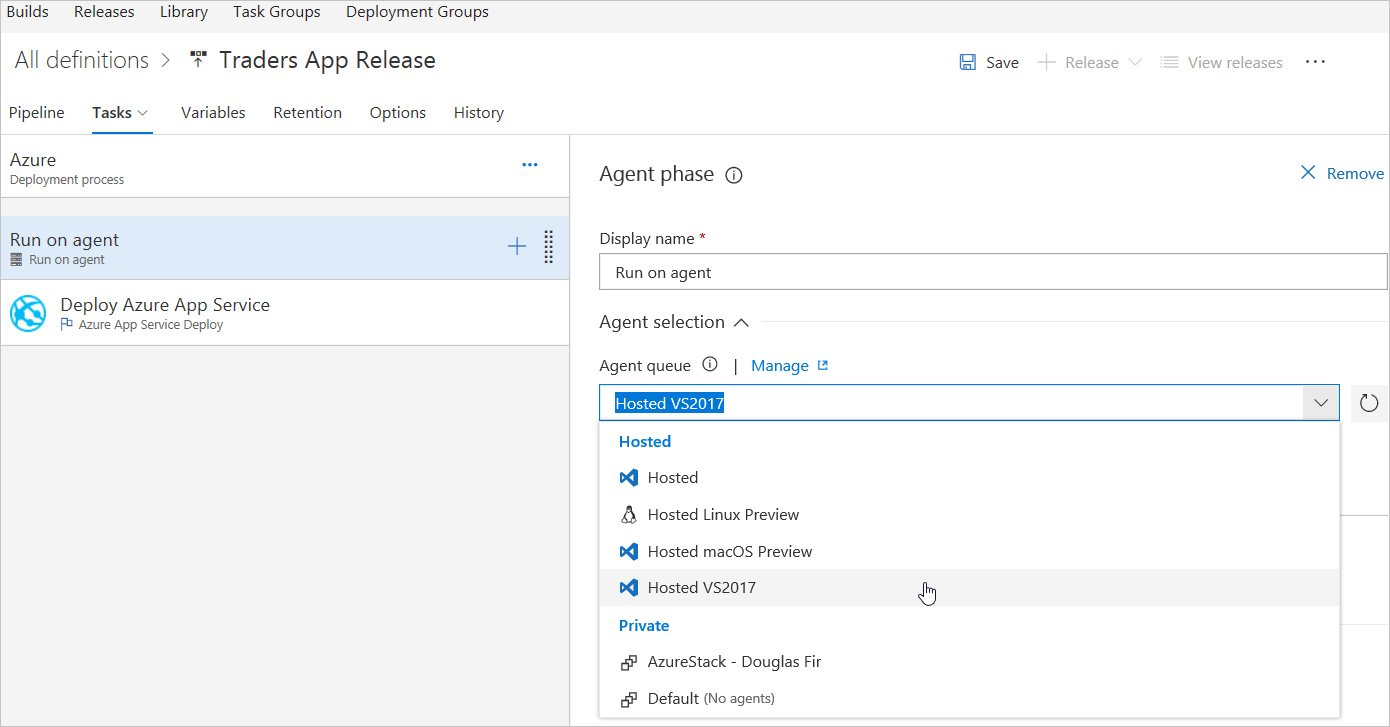 Builds Releases Library Task Groups Deployment Groups
All definitions > Traders App Release
Save Release View releases ...
Pipeline Tasks Variables Retention Options History
Azure
Deployment process
Run on agent
Run on agent
Deploy Azure App Service
Azure App Service Deploy
Agent phase
Remove
Display name *
Run on agent
Agent selection
Agent queue | Manage
Hosted VS2017
Hosted
Hosted
Hosted Linux Preview
Hosted macOS Preview
Hosted VS2017
Private
AzureStack - Douglas Fir
Default (No agents)